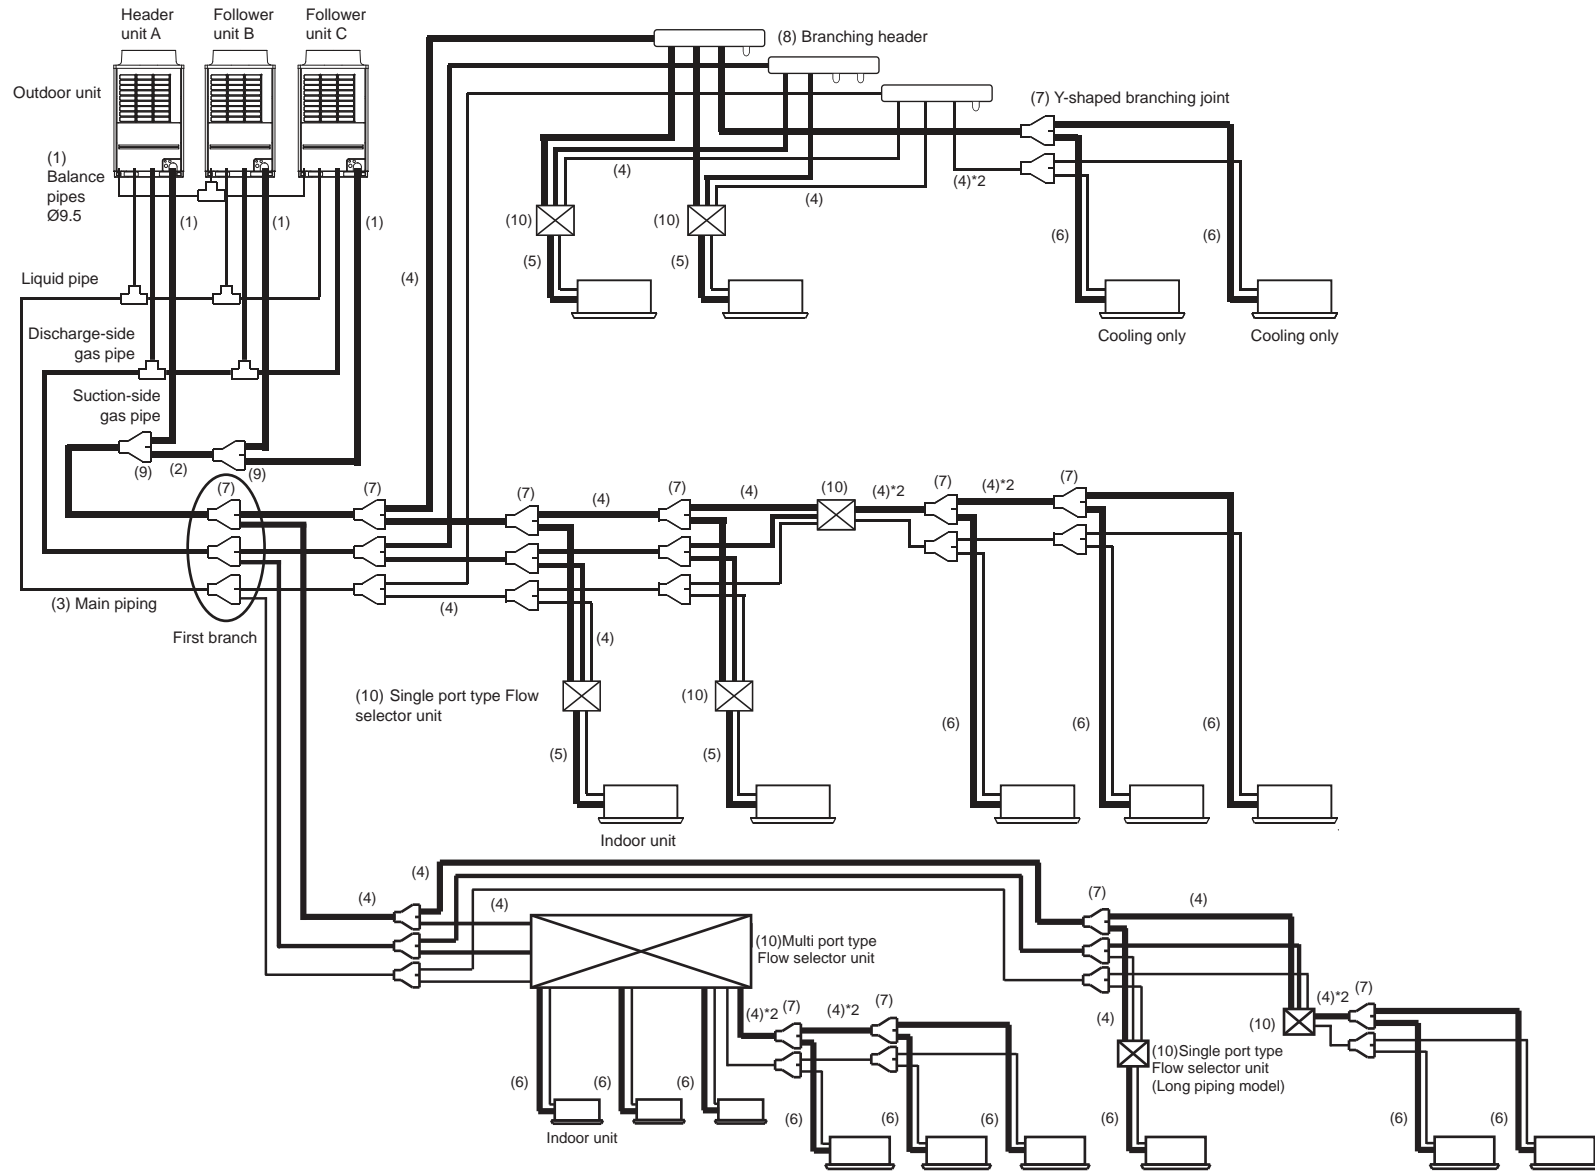 Header
unit A
Follower
unit B
Follower
unit C
Outdoor unit
(1)
Balance
pipes
Ø9.5
(1)
(1)
(1)
Liquid pipe
Discharge-side
gas pipe
Suction-side
gas pipe
(9)
(2)
(9)
(4)
(8) Branching header
(7) Y-shaped branching joint
(4)
(4)
(4)*2
(10)
(10)
(5)
(5)
(6)
(6)
Cooling only
Cooling only
(7)
(7)
(7)
(4)
(7)
(4)
(10)
(4)*2
(7)
(4)*2
(7)
(3) Main piping
(4)
First branch
(4)
(10) Single port type Flow
selector unit
(10)
(5)
(5)
(6)
(6)
(6)
Indoor unit
(4)
(4)
(4)
(7)
(4)
(10)Multi port type
Flow selector unit
(4)*2
(7)
(4)*2
(7)
(4)
(10)
(4)*2
(7)
(10)Single port type
Flow selector unit
(Long piping model)
(6)
(6)
(6)
Indoor unit
(6)
(6)
(6)
(6)
(6)
(6)